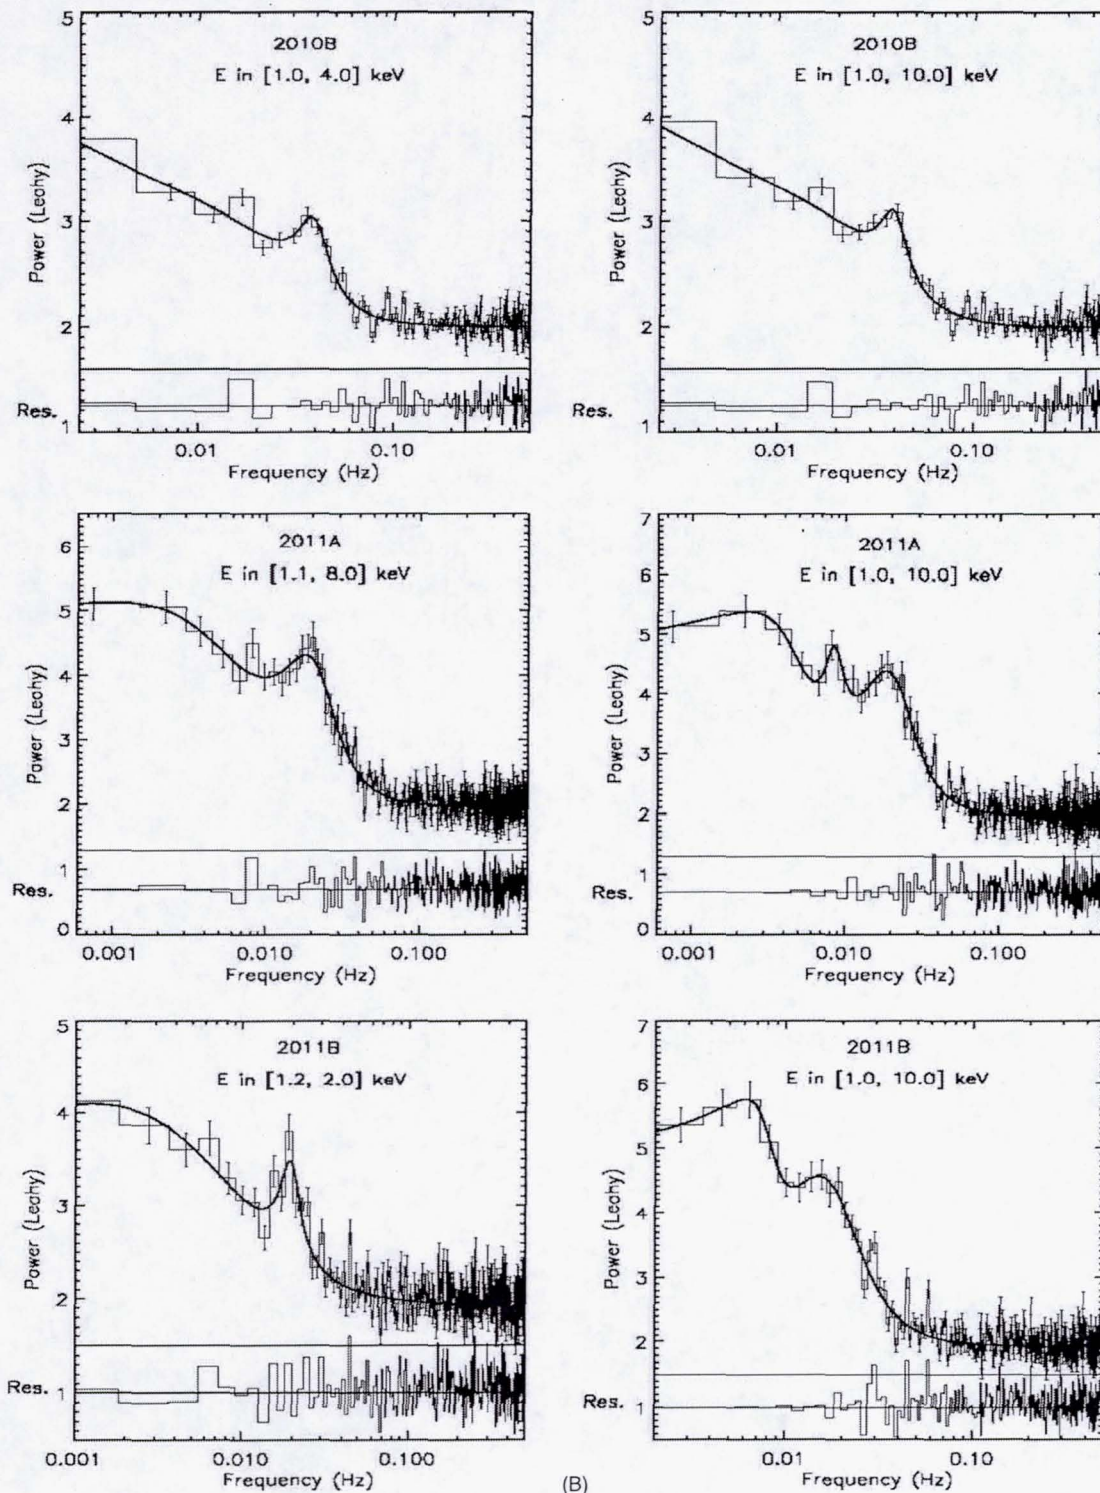 2010B
E in [1.0, 4.0] keV
Power (Leahy)
5
4
3
2
1
Res.
0.01
0.10
Frequency (Hz)
2010B
E in [1.0, 10.0] keV
Power (Leahy)
5
4
3
2
1
Res.
0.01
0.10
Frequency (Hz)
2011A
E in [1.1, 8.0] keV
Power (Leahy)
6
5
4
3
2
1
0
Res.
0.001
0.010
0.100
Frequency (Hz)
2011A
E in [1.0, 10.0] keV
Power (Leahy)
7
6
5
4
3
2
1
0
Res.
0.001
0.010
0.100
Frequency (Hz)
2011B
E in [1.2, 2.0] keV
Power (Leahy)
5
4
3
2
1
Res.
0.001
0.010
0.100
Frequency (Hz)
2011B
E in [1.0, 10.0] keV
Power (Leahy)
7
6
5
4
3
2
1
Res.
0.01
0.10
Frequency (Hz)
(B)